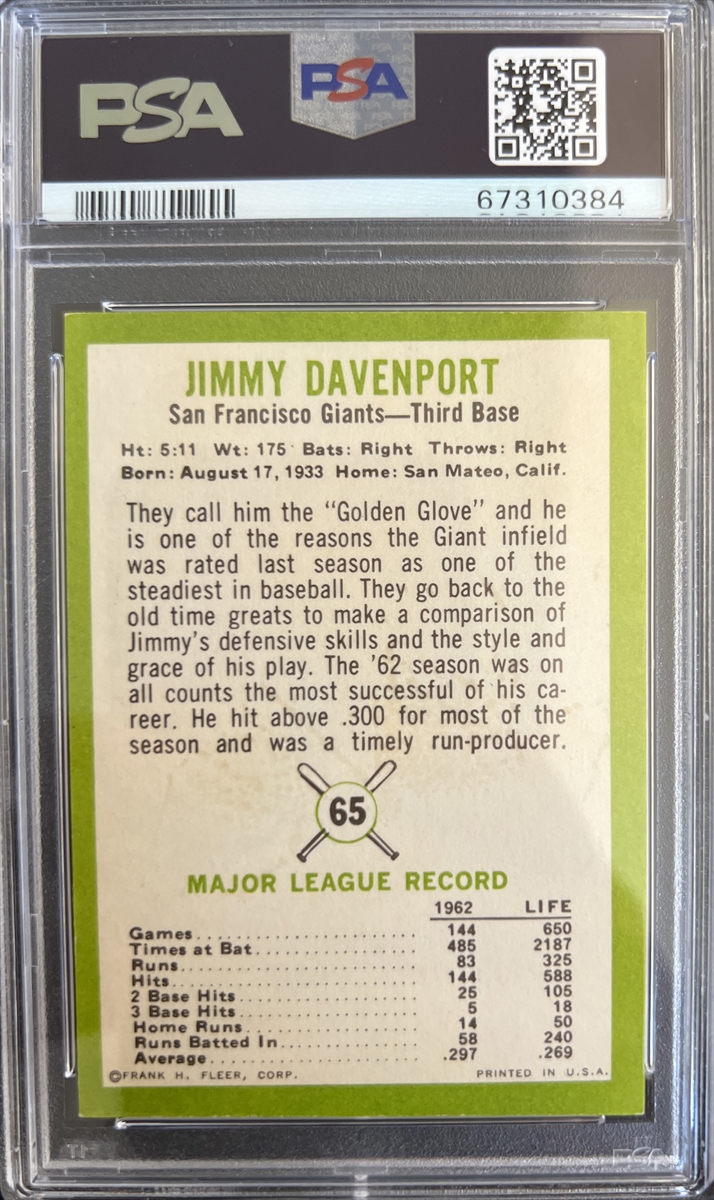 PSA
PSA
67310384
JIMMY DAVENPORT
San Francisco Giants—Third Base
Ht: 5:11 Wt: 175 Bats: Right Throws: Right
Born: August 17, 1933 Home: San Mateo, Calif.
They call him the “Golden Glove” and he
is one of the reasons the Giant infield
was rated last season as one of the
steadiest in baseball. They go back to the
old time greats to make a comparison of
Jimmy’s defensive skills and the style and
grace of his play. The ’62 season was on
all counts the most successful of his ca-
reer. He hit above .300 for most of the
season and was a timely run-producer.
65
MAJOR LEAGUE RECORD
1962 LIFE
Games 144 650
Times at Bat 485 2187
Runs 83 325
Hits 144 588
2 Base Hits 25 105
3 Base Hits 5 18
Home Runs 14 50
Runs Batted In 58 240
Average .297 .269
©FRANK H. FLEER, CORP. PRINTED IN U.S.A.